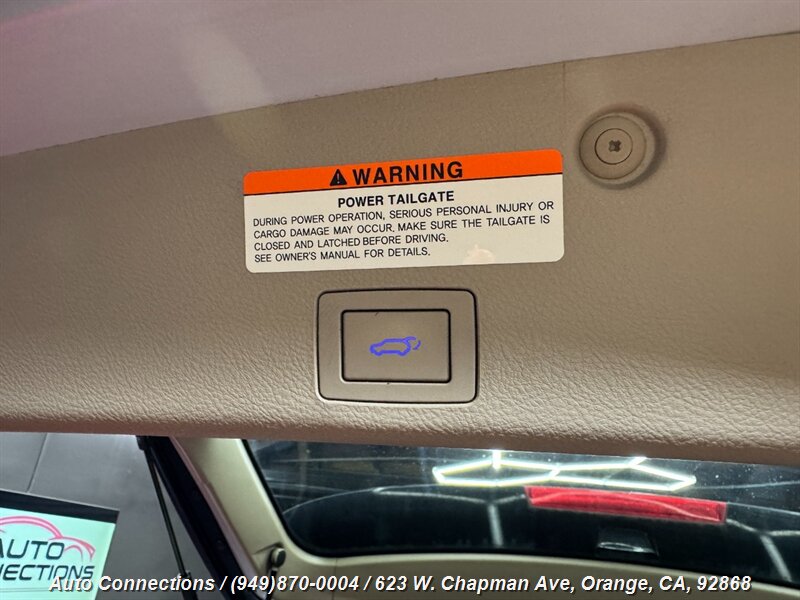 WARNING
POWER TAILGATE
DURING POWER OPERATION, SERIOUS PERSONAL INJURY OR
CARGO DAMAGE MAY OCCUR. MAKE SURE THE TAILGATE IS
CLOSED AND LATCHED BEFORE DRIVING.
SEE OWNER'S MANUAL FOR DETAILS.
AUTO
NECTIONS
Auto Connections / (949)870-0004 / 623 W. Chapman Ave, Orange, CA, 92868